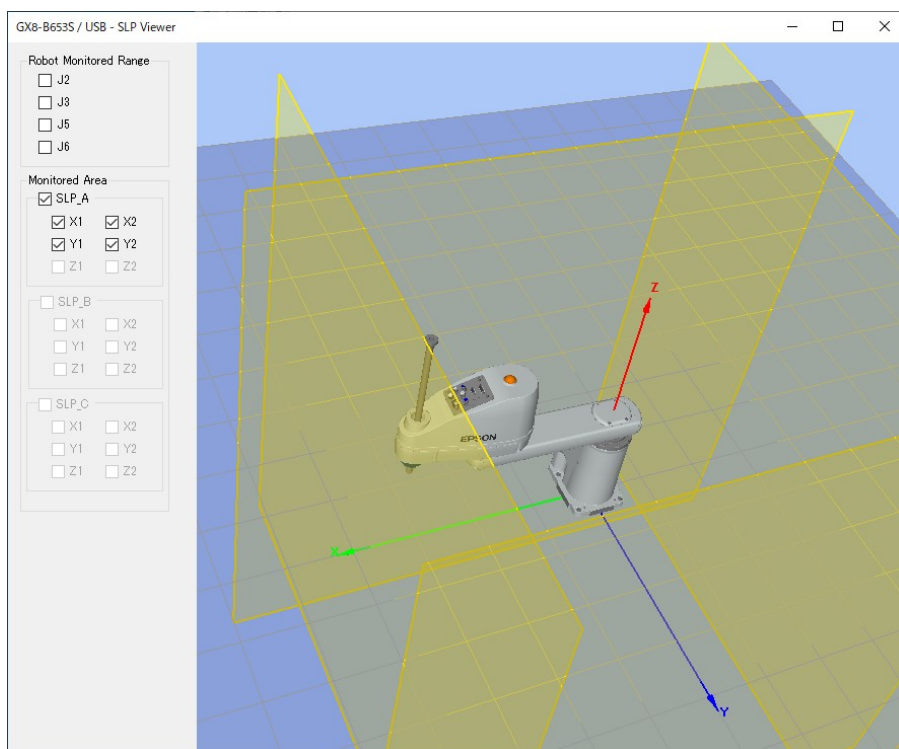 GX8-B653S / USB - SLP Viewer
Robot Monitored Range
J2
J3
J5
J6
Monitored Area
SLP_A
X1 X2
Y1 Y2
Z1 Z2
SLP_B
X1 X2
Y1 Y2
Z1 Z2
SLP_C
X1 X2
Y1 Y2
Z1 Z2
Z
EPSON
X
Y